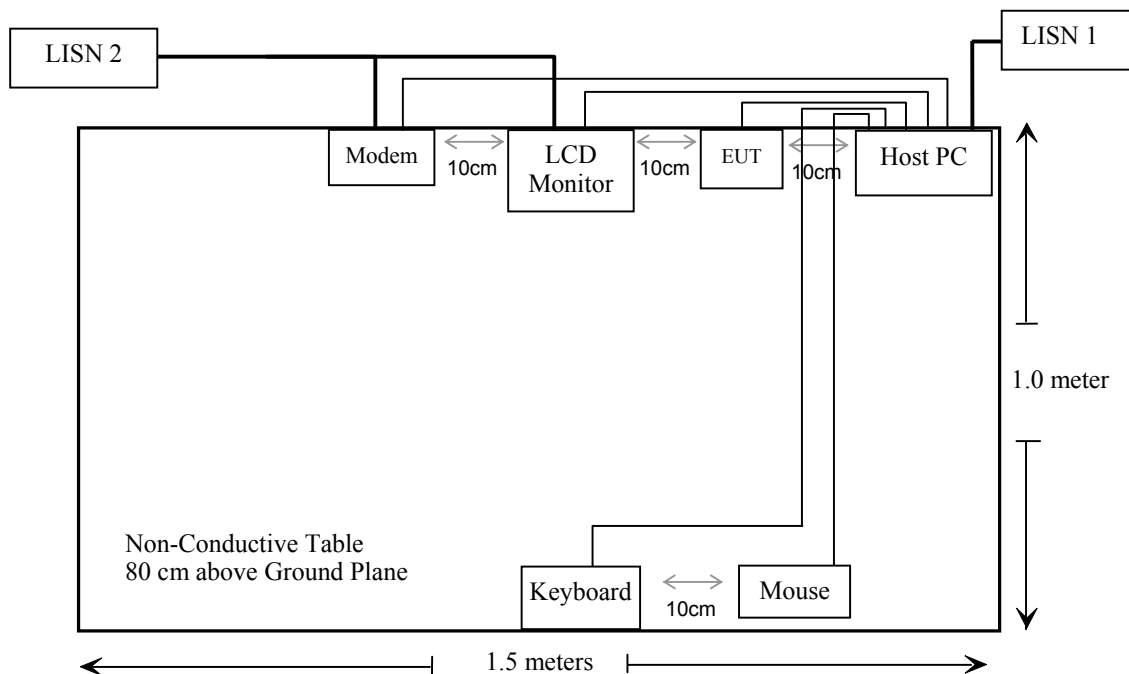 LISN 2
LISN 1
Modem
10cm
LCD
Monitor
10cm
EUT
10cm
Host PC
1.0 meter
Non-Conductive Table
80 cm above Ground Plane
Keyboard
10cm
Mouse
1.5 meters